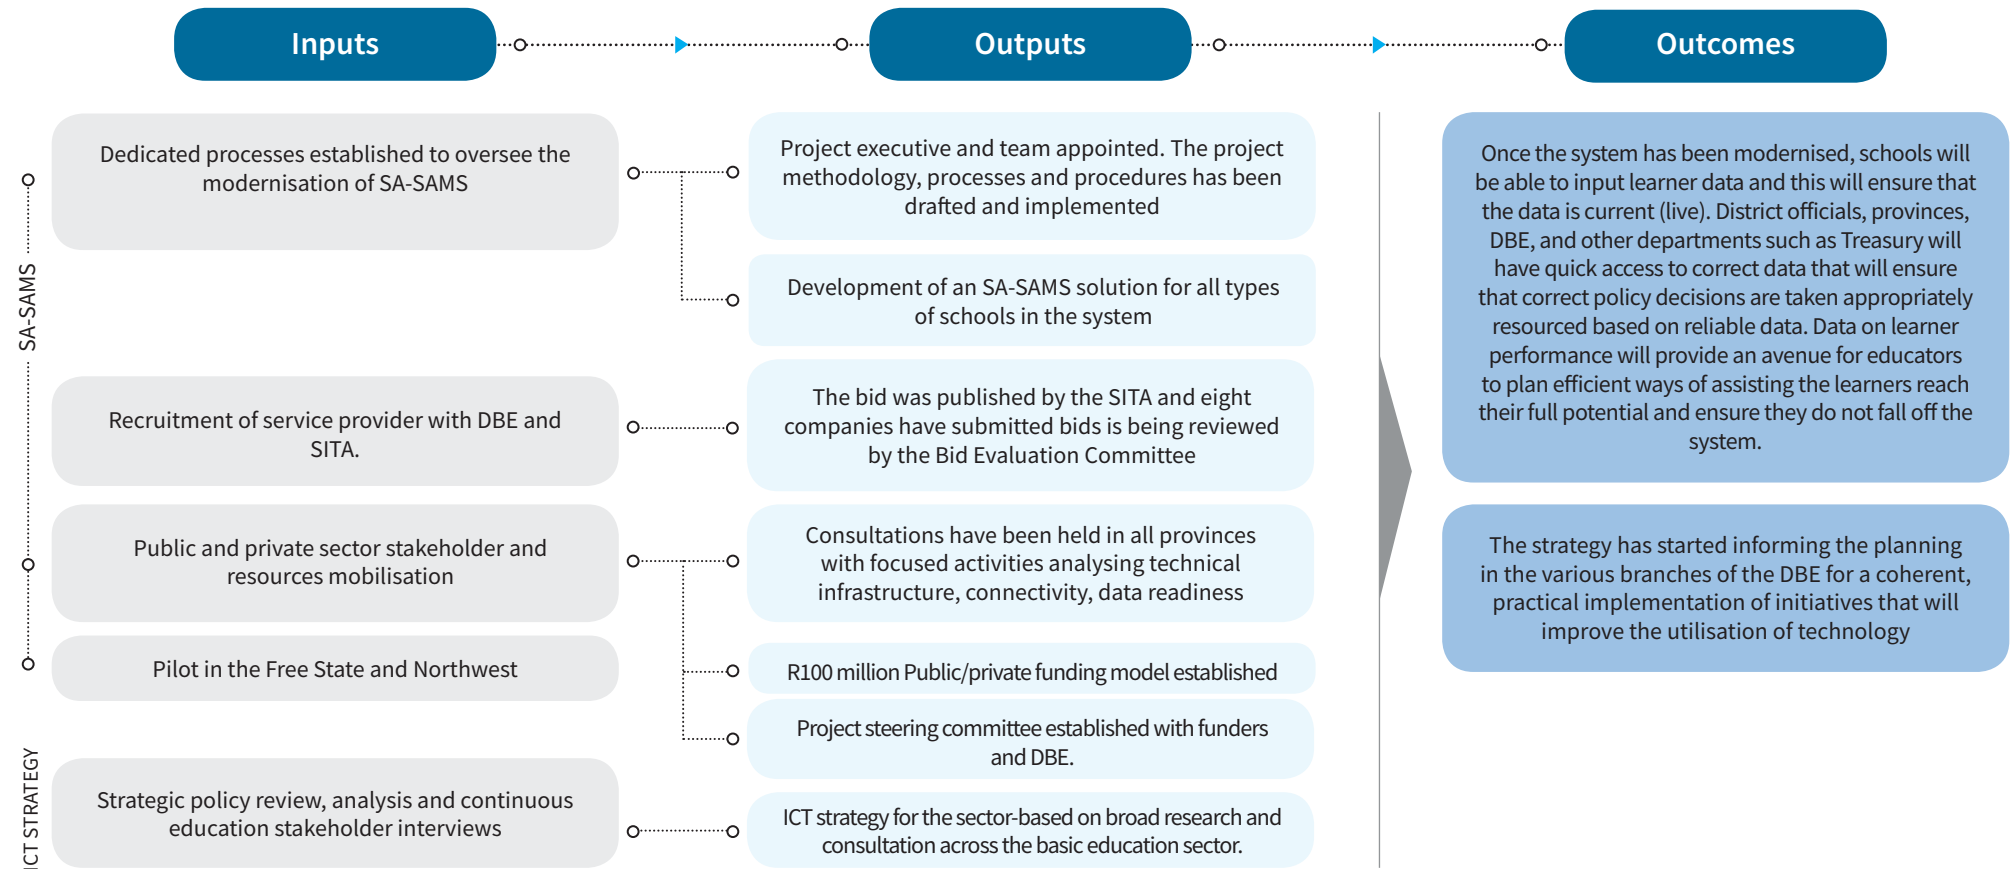 Inputs
Outputs
Outcomes
SA-SAMS
Dedicated processes established to oversee the
modernisation of SA-SAMS
Recruitment of service provider with DBE and
SITA.
Public and private sector stakeholder and
resources mobilisation
Pilot in the Free State and Northwest
ICT STRATEGY
Strategic policy review, analysis and continuous
education stakeholder interviews
Project executive and team appointed. The project
methodology, processes and procedures has been
drafted and implemented
Development of an SA-SAMS solution for all types
of schools in the system
The bid was published by the SITA and eight
companies have submitted bids is being reviewed
by the Bid Evaluation Committee
Consultations have been held in all provinces
with focused activities analysing technical
infrastructure, connectivity, data readiness
R100 million Public/private funding model established
Project steering committee established with funders
and DBE.
ICT strategy for the sector-based on broad research and
consultation across the basic education sector.
Once the system has been modernised, schools will
be able to input learner data and this will ensure that
the data is current (live). District officials, provinces,
DBE, and other departments such as Treasury will
have quick access to correct data that will ensure
that correct policy decisions are taken appropriately
resourced based on reliable data. Data on learner
performance will provide an avenue for educators
to plan efficient ways of assisting the learners reach
their full potential and ensure they do not fall off the
system.
The strategy has started informing the planning
in the various branches of the DBE for a coherent,
practical implementation of initiatives that will
improve the utilisation of technology